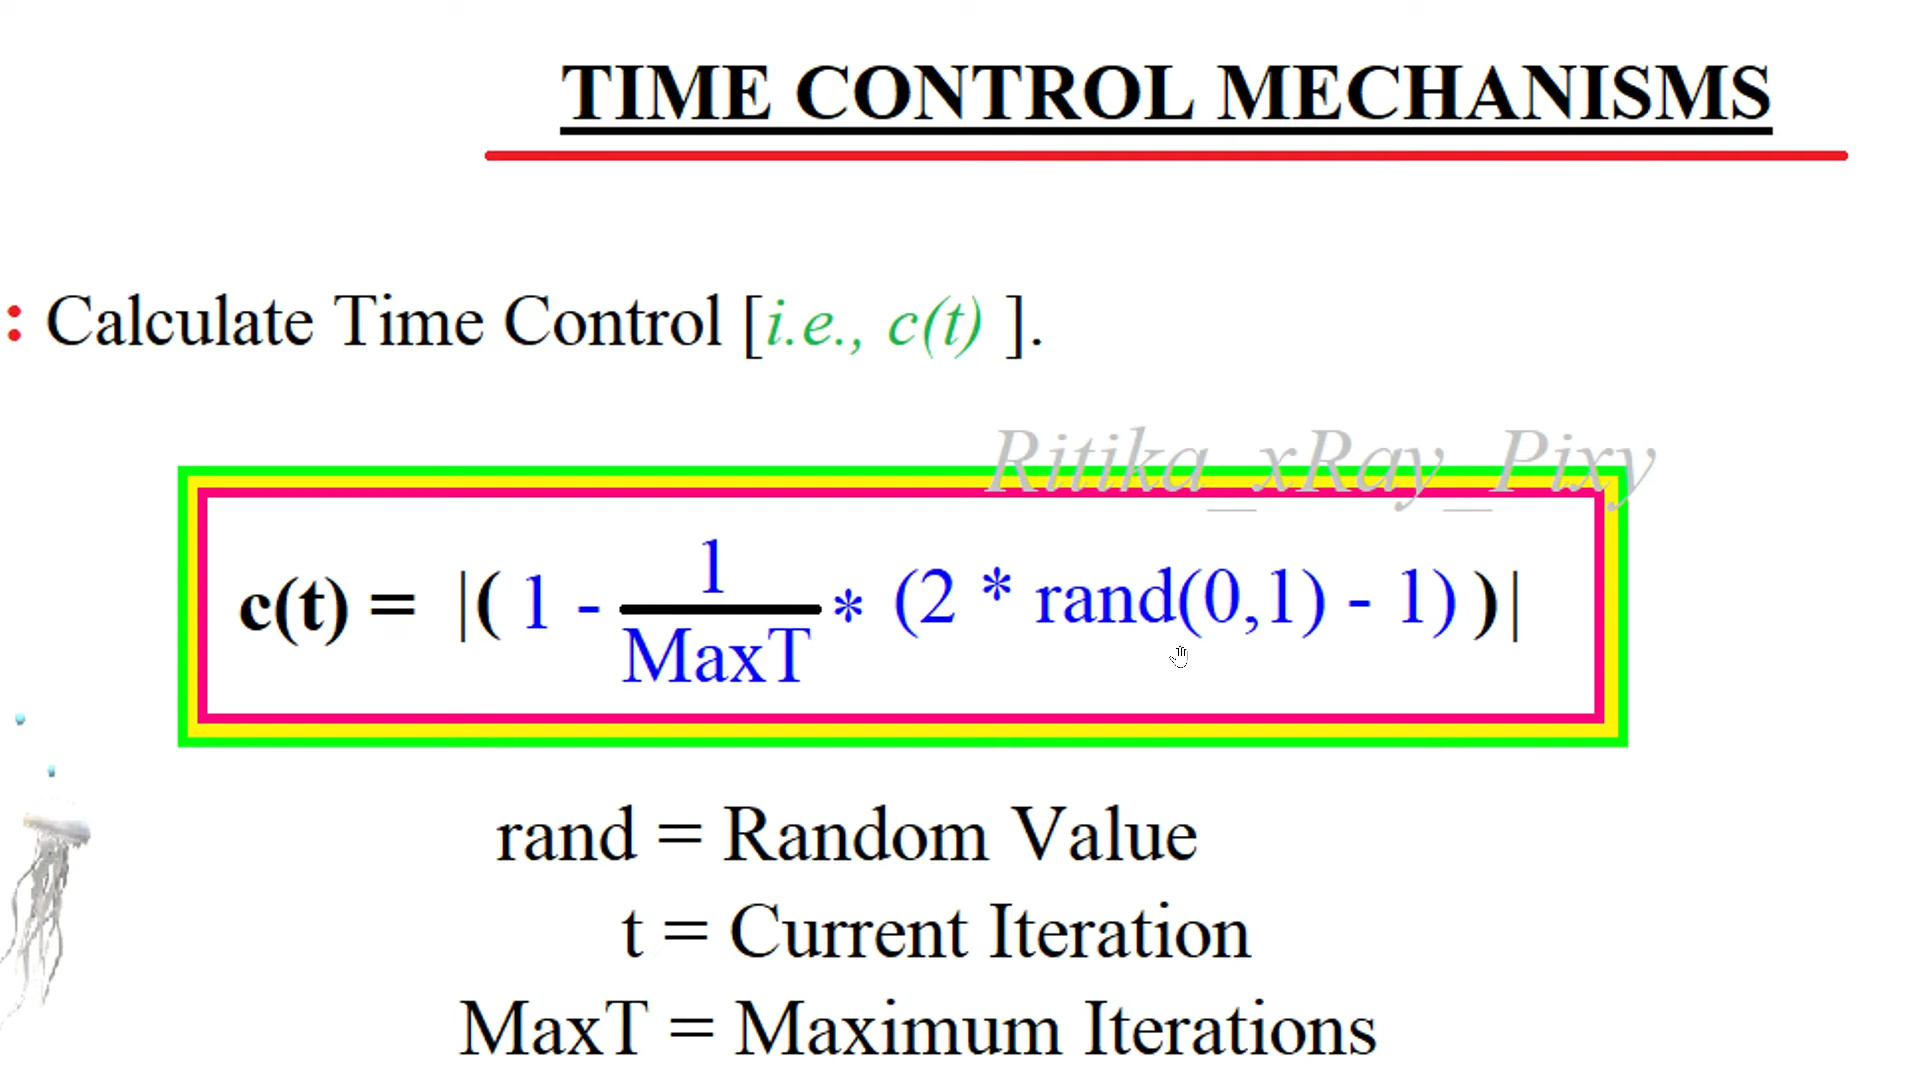 TIME CONTROL MECHANISMS
: Calculate Time Control [i.e., c(t) ].
Ritika_xRay_Pixy
c(t) = |( 1 - 1/MaxT * (2 * rand(0,1) - 1) )|
rand = Random Value
t = Current Iteration
MaxT = Maximum Iterations